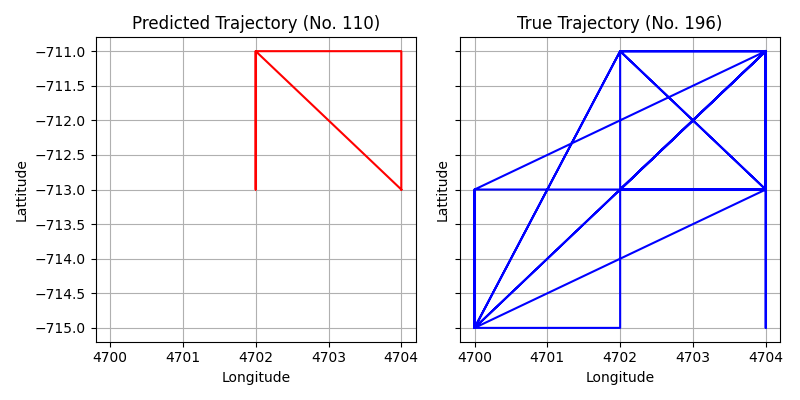 Predicted Trajectory (No. 110)
True Trajectory (No. 196)
Lattitude
−711.0
−711.5
−712.0
−712.5
−713.0
−713.5
−714.0
−714.5
−715.0
4700 4701 4702 4703 4704
Longitude
Lattitude
4700 4701 4702 4703 4704
Longitude